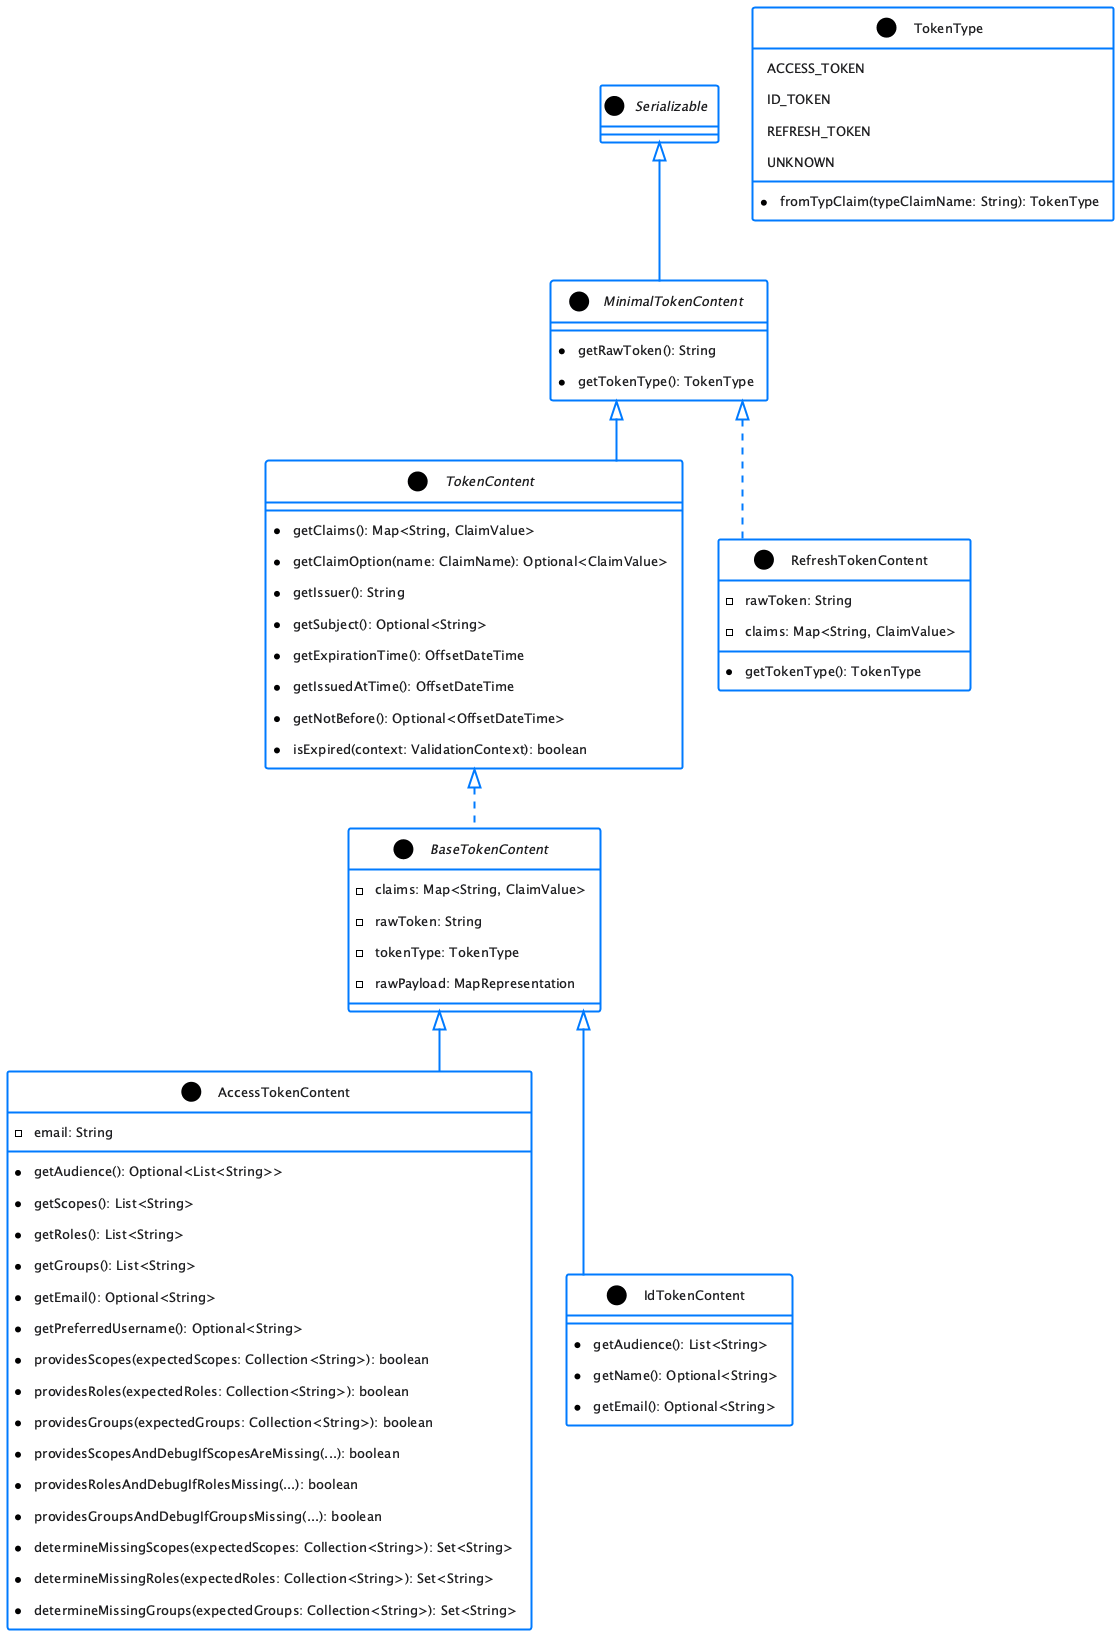 TokenType
ACCESS_TOKEN
ID_TOKEN
REFRESH_TOKEN
UNKNOWN
fromTypClaim(typeClaimName: String): TokenType
Serializable
MinimalTokenContent
getRawToken(): String
getTokenType(): TokenType
TokenContent
getClaims(): Map<String, ClaimValue>
getClaimOption(name: ClaimName): Optional<ClaimValue>
getIssuer(): String
getSubject(): Optional<String>
getExpirationTime(): OffsetDateTime
getIssuedAtTime(): OffsetDateTime
getNotBefore(): Optional<OffsetDateTime>
isExpired(context: ValidationContext): boolean
RefreshTokenContent
rawToken: String
claims: Map<String, ClaimValue>
getTokenType(): TokenType
BaseTokenContent
claims: Map<String, ClaimValue>
rawToken: String
tokenType: TokenType
rawPayload: MapRepresentation
AccessTokenContent
email: String
getAudience(): Optional<List<String>>
getScopes(): List<String>
getRoles(): List<String>
getGroups(): List<String>
getEmail(): Optional<String>
getPreferredUsername(): Optional<String>
providesScopes(expectedScopes: Collection<String>): boolean
providesRoles(expectedRoles: Collection<String>): boolean
providesGroups(expectedGroups: Collection<String>): boolean
providesScopesAndDebugIfScopesAreMissing(...): boolean
providesRolesAndDebugIfRolesMissing(...): boolean
providesGroupsAndDebugIfGroupsMissing(...): boolean
determineMissingScopes(expectedScopes: Collection<String>): Set<String>
determineMissingRoles(expectedRoles: Collection<String>): Set<String>
determineMissingGroups(expectedGroups: Collection<String>): Set<String>
IdTokenContent
getAudience(): List<String>
getName(): Optional<String>
getEmail(): Optional<String>